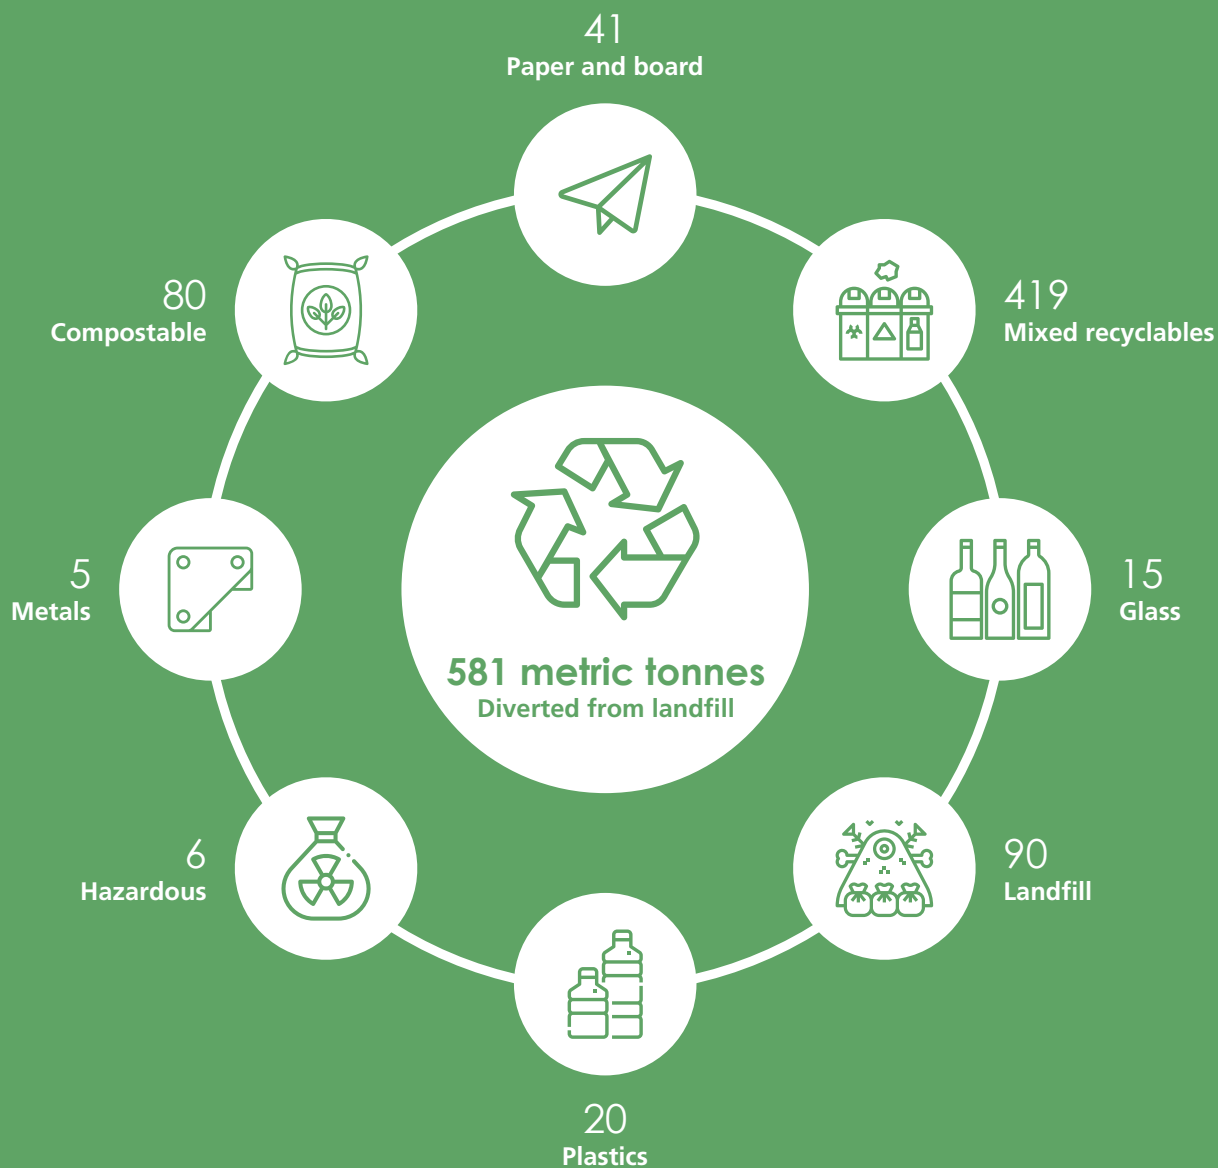 41
Paper and board
419
Mixed recyclables
15
Glass
90
Landfill
20
Plastics
6
Hazardous
5
Metals
80
Compostable
581 metric tonnes
Diverted from landfill